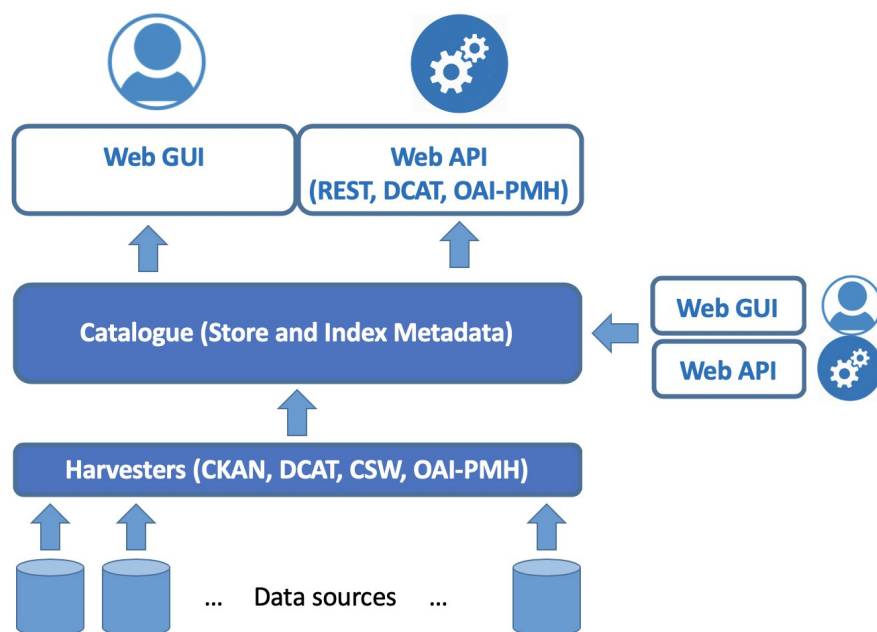 Web GUI
Web API
(REST, DCAT, OAI-PMH)
Catalogue (Store and Index Metadata)
Web GUI
Web API
Harvesters (CKAN, DCAT, CSW, OAI-PMH)
... Data sources ...